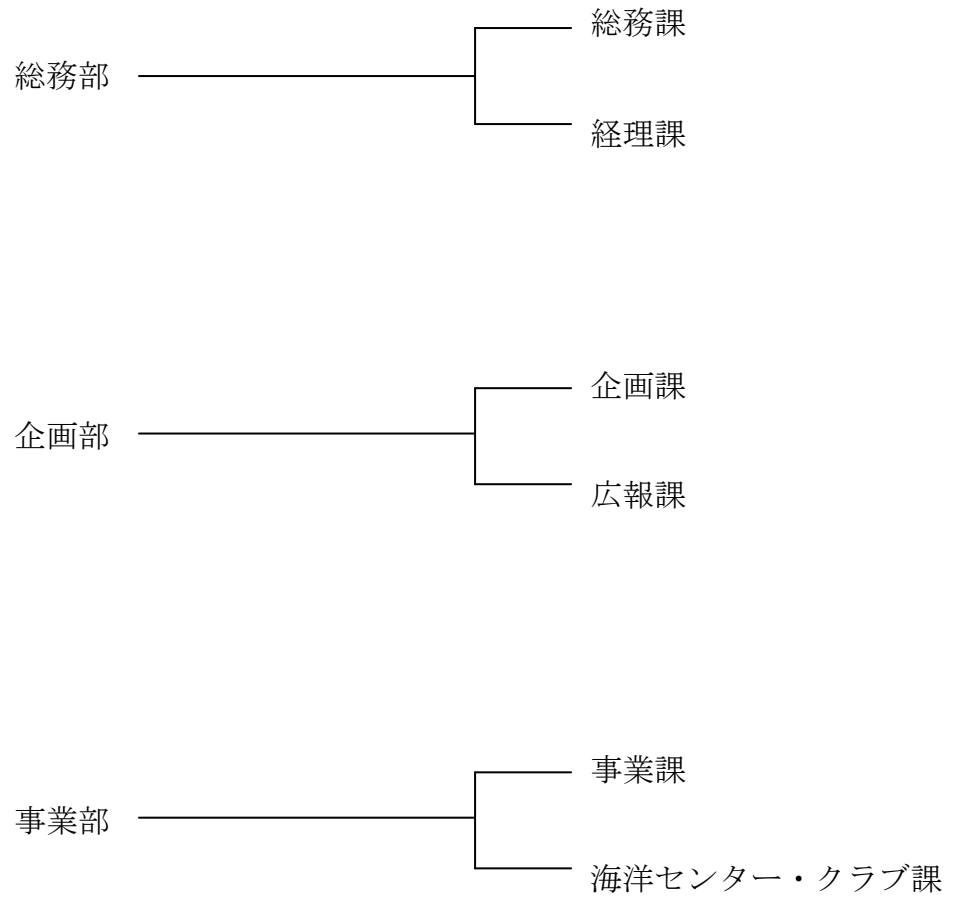 総務部
総務課
経理課
企画部
企画課
広報課
事業部
事業課
海洋センター・クラブ課